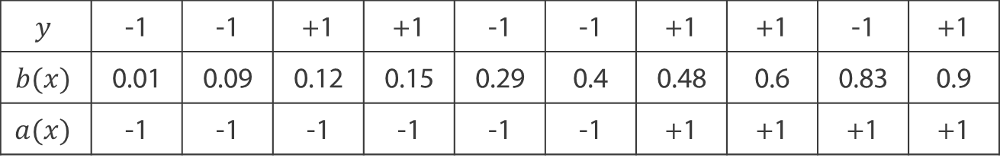 y -1 -1 +1 +1 -1 -1 +1 +1 -1 +1
b(x) 0.01 0.09 0.12 0.15 0.29 0.4 0.48 0.6 0.83 0.9
a(x) -1 -1 -1 -1 -1 -1 +1 +1 +1 +1